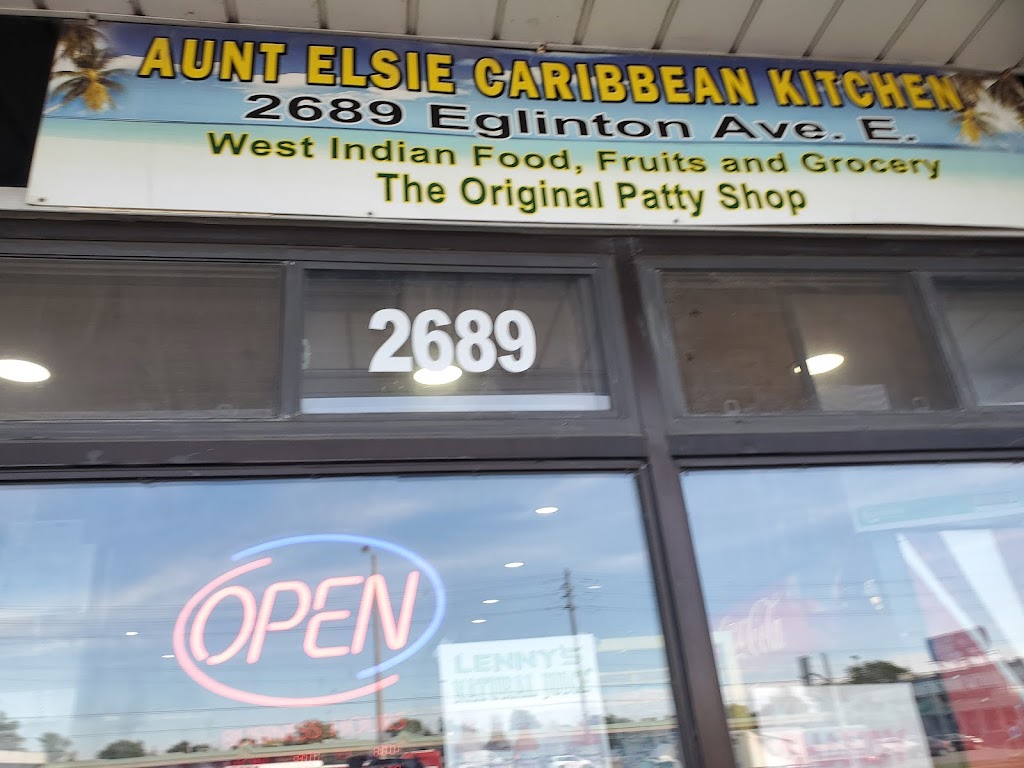 AUNT ELSIE CARIBBEAN KITCHEN
2689 Eglinton Ave. E.
West Indian Food, Fruits and Grocery
The Original Patty Shop
2689
OPEN
LENNY'S
NATURAL